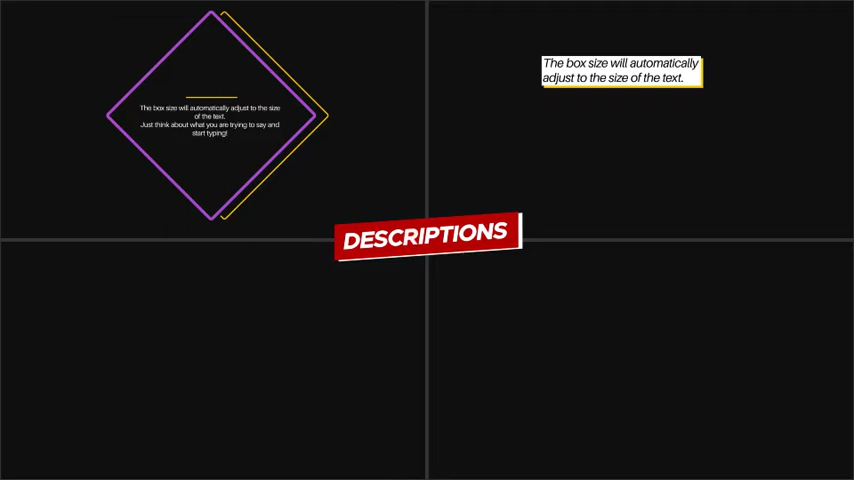 The box size will automatically adjust to the size
of the text.
Just think about what you are trying to say and
start typing!
The box size will automatically
adjust to the size of the text.
DESCRIPTIONS